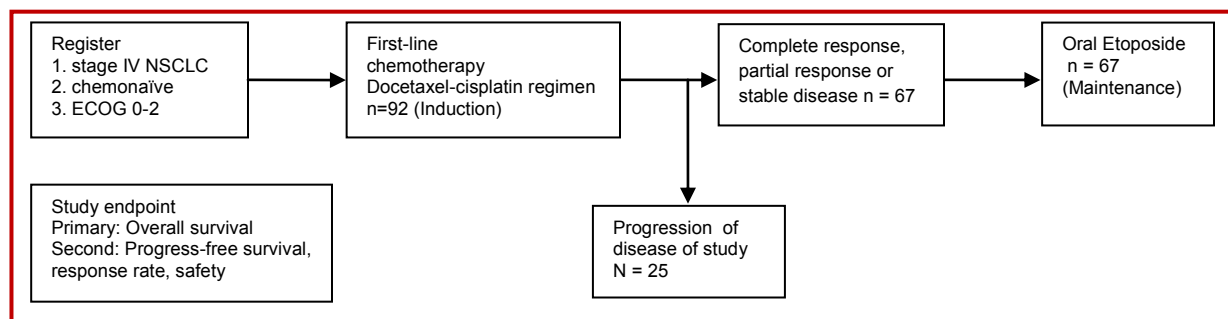 Register
1. stage IV NSCLC
2. chemonaïve
3. ECOG 0-2
First-line
chemotherapy
Docetaxel-cisplatin regimen
n=92 (Induction)
Complete response,
partial response or
stable disease n = 67
Oral Etoposide
n = 67
(Maintenance)
Study endpoint
Primary: Overall survival
Second: Progress-free survival,
response rate, safety
Progression of
disease of study
N = 25